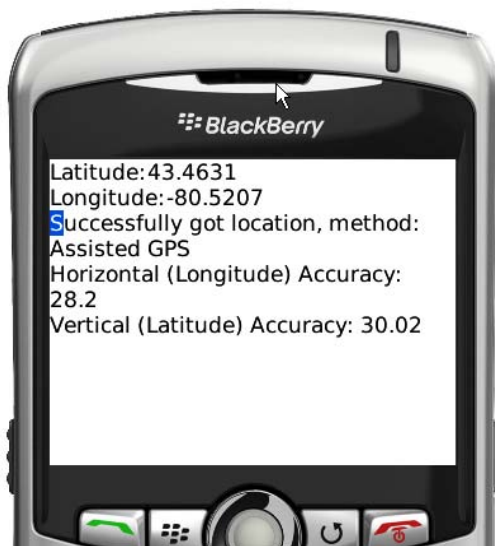 BlackBerry
Latitude:43.4631
Longitude:-80.5207
Successfully got location, method:
Assisted GPS
Horizontal (Longitude) Accuracy:
28.2
Vertical (Latitude) Accuracy: 30.02